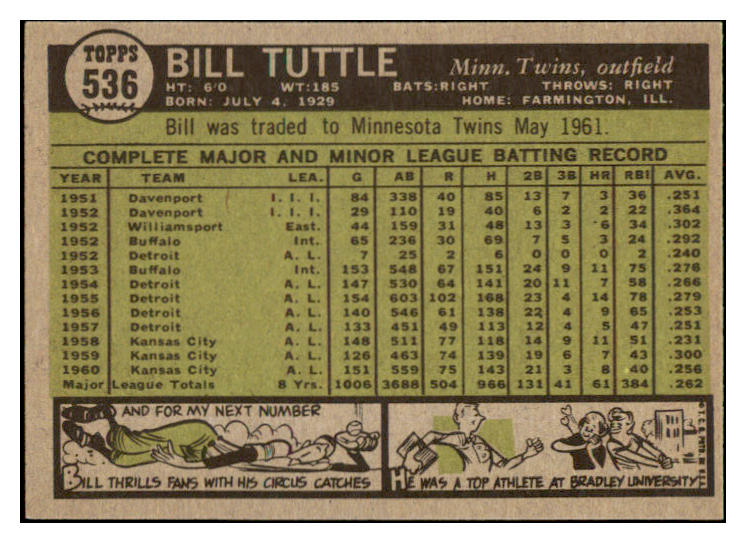 TOPPS
536
BILL TUTTLE
Minn. Twins, outfield
HT: 6'0 WT:185 BATS:RIGHT THROWS: RIGHT
BORN: JULY 4, 1929 HOME: FARMINGTON, ILL.
Bill was traded to Minnesota Twins May 1961.
COMPLETE MAJOR AND MINOR LEAGUE BATTING RECORD
YEAR TEAM LEA. G AB R H 2B 3B HR RBI AVG.
1951 Davenport I. I. I. 84 338 40 85 13 7 3 36 .251
1952 Davenport I. I. I. 29 110 19 40 6 2 2 22 .364
1952 Williamsport East. 44 159 31 48 13 3 6 34 .302
1952 Buffalo Int. 65 236 30 69 7 5 3 24 .292
1952 Detroit A. L. 7 25 2 6 0 0 0 2 .240
1953 Buffalo Int. 153 548 67 151 24 9 11 75 .276
1954 Detroit A. L. 147 530 64 141 20 11 7 58 .266
1955 Detroit A. L. 154 603 102 168 23 4 14 78 .279
1956 Detroit A. L. 140 546 61 138 22 4 9 65 .253
1957 Detroit A. L. 133 451 49 113 12 4 5 47 .251
1958 Kansas City A. L. 148 511 77 118 14 9 11 51 .231
1959 Kansas City A. L. 126 463 74 139 19 6 7 43 .300
1960 Kansas City A. L. 151 559 75 143 21 3 8 40 .256
Major League Totals 8 Yrs. 1006 3688 504 966 131 41 61 384 .262
AND FOR MY NEXT NUMBER
BILL THRILLS FANS WITH HIS CIRCUS CATCHES
HE WAS A TOP ATHLETE AT BRADLEY UNIVERSITY